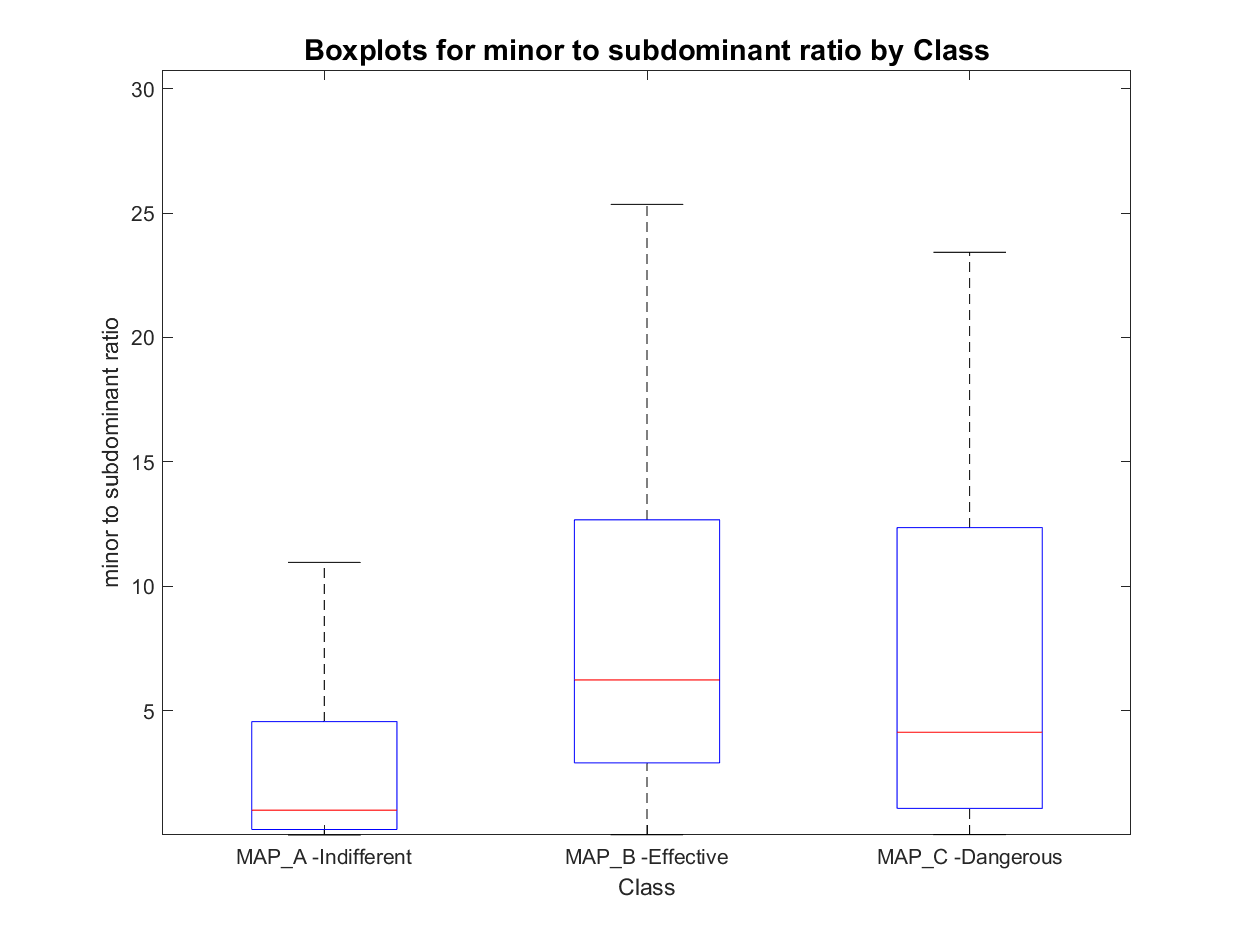 Boxplots for minor to subdominant ratio by Class
30
25
20
15
10
5
minor to subdominant ratio
MAP_A -Indifferent
MAP_B -Effective
MAP_C -Dangerous
Class